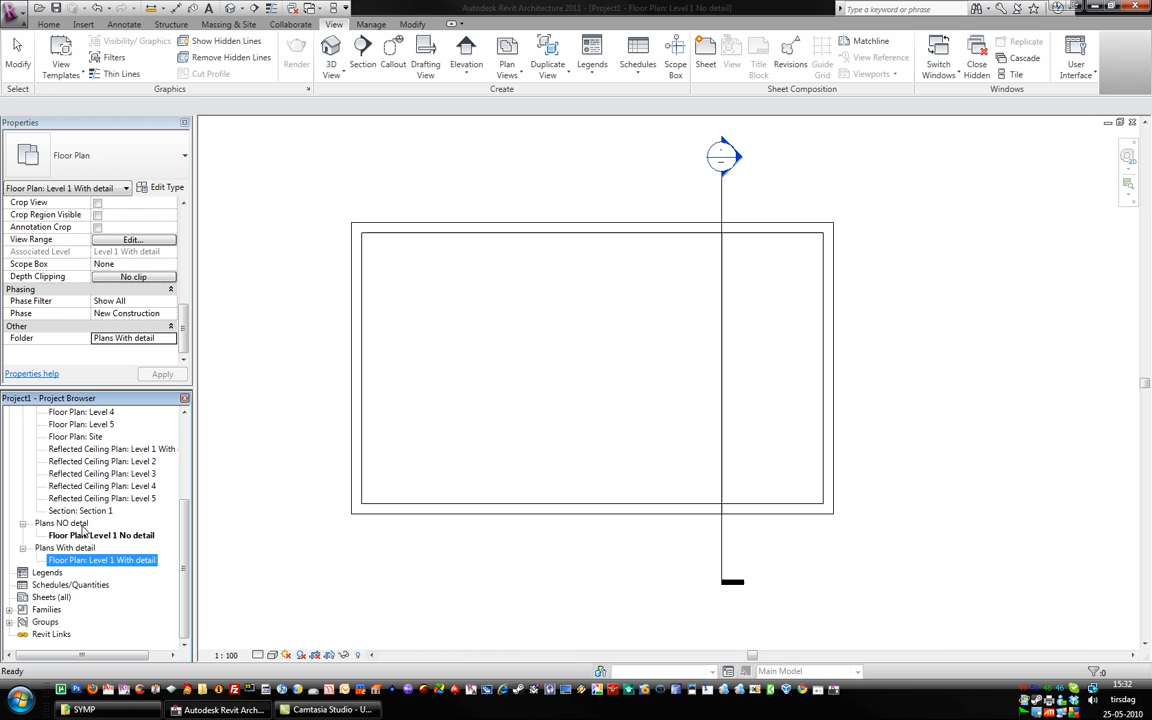 Autodesk Revit Architecture 2011 - [Project1 - Floor Plan: Level 1 No detail]
Type a keyword or phrase
Home Insert Annotate Structure Massing & Site Collaborate View Manage Modify
Modify
View Templates
Visibility/ Graphics
Filters
Thin Lines
Show Hidden Lines
Remove Hidden Lines
Cut Profile
Render
3D View
Section
Callout
Drafting View
Elevation
Plan Views
Duplicate View
Legends
Schedules
Scope Box
Sheet
View
Title Block
Revisions
Guide Grid
Matchline
View Reference
Viewports
Switch Windows
Close Hidden
Replicate
Cascade
Tile
User Interface
Select Graphics Create Sheet Composition Windows
Properties
Floor Plan
Floor Plan: Level 1 With detail Edit Type
Crop View
Crop Region Visible
Annotation Crop
View Range Edit...
Associated Level Level 1 With detail
Scope Box None
Depth Clipping No clip
Phasing
Phase Filter Show All
Phase New Construction
Other
Folder Plans With detail
Properties help Apply
Project1 - Project Browser
Floor Plan: Level 4
Floor Plan: Level 5
Floor Plan: Site
Reflected Ceiling Plan: Level 1 With
Reflected Ceiling Plan: Level 2
Reflected Ceiling Plan: Level 3
Reflected Ceiling Plan: Level 4
Reflected Ceiling Plan: Level 5
Section: Section 1
Plans NO detal
Floor Plan: Level 1 No detail
Plans With detail
Floor Plan: Level 1 With detail
Legends
Schedules/Quantities
Sheets (all)
Families
Groups
Revit Links
1 : 100
Ready
Main Model
:0
SYMP
Autodesk Revit Arch...
Camtasia Studio - U...
15:32
tirsdag
25-05-2010